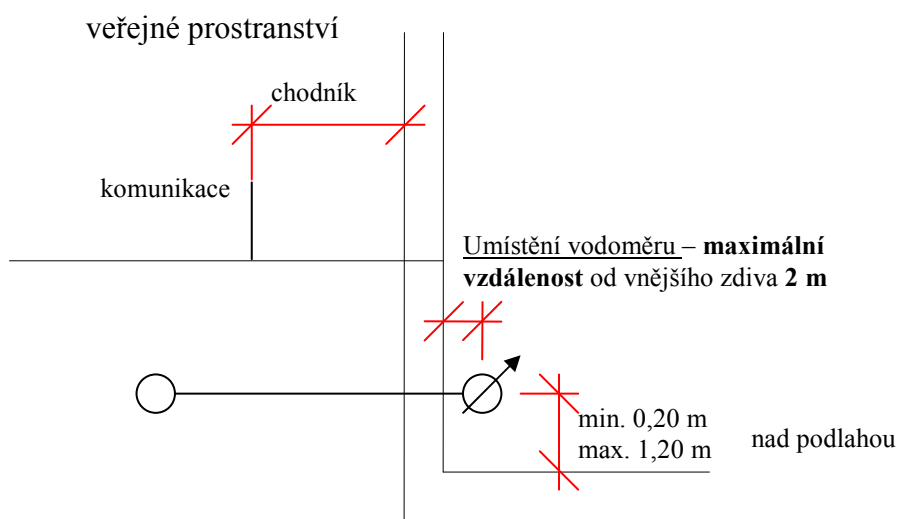 veřejné prostranství
chodník
komunikace
Umístění vodoměru – maximální
vzdálenost od vnějšího zdiva 2 m
min. 0,20 m
max. 1,20 m
nad podlahou